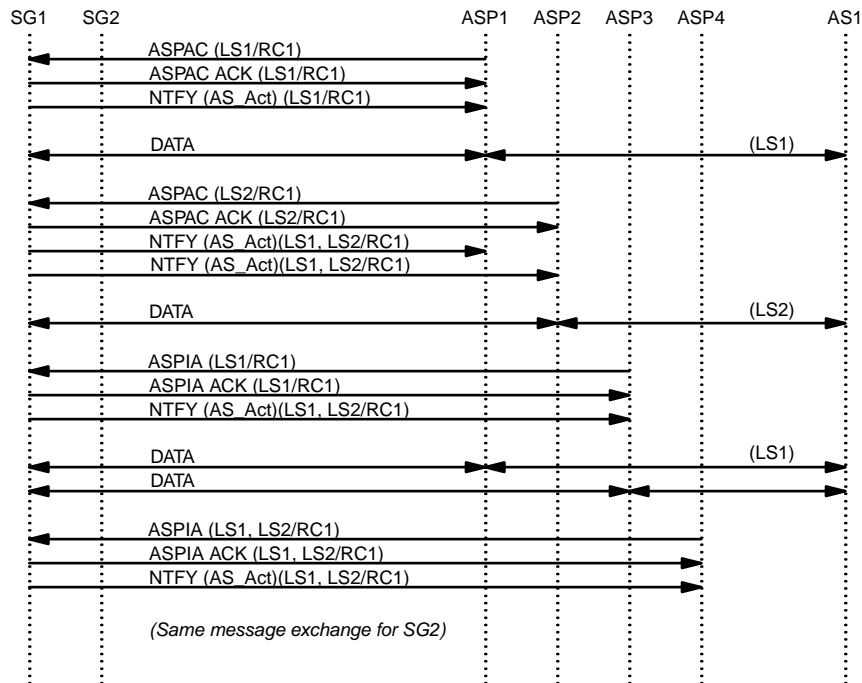 SG1 SG2 ASP1 ASP2 ASP3 ASP4 AS1
ASPAC (LS1/RC1)
ASPAC ACK (LS1/RC1)
NTFY (AS_Act) (LS1/RC1)
DATA (LS1)
ASPAC (LS2/RC1)
ASPAC ACK (LS2/RC1)
NTFY (AS_Act)(LS1, LS2/RC1)
NTFY (AS_Act)(LS1, LS2/RC1)
DATA (LS2)
ASPIA (LS1/RC1)
ASPIA ACK (LS1/RC1)
NTFY (AS_Act)(LS1, LS2/RC1)
DATA (LS1)
DATA
ASPIA (LS1, LS2/RC1)
ASPIA ACK (LS1, LS2/RC1)
NTFY (AS_Act)(LS1, LS2/RC1)
(Same message exchange for SG2)